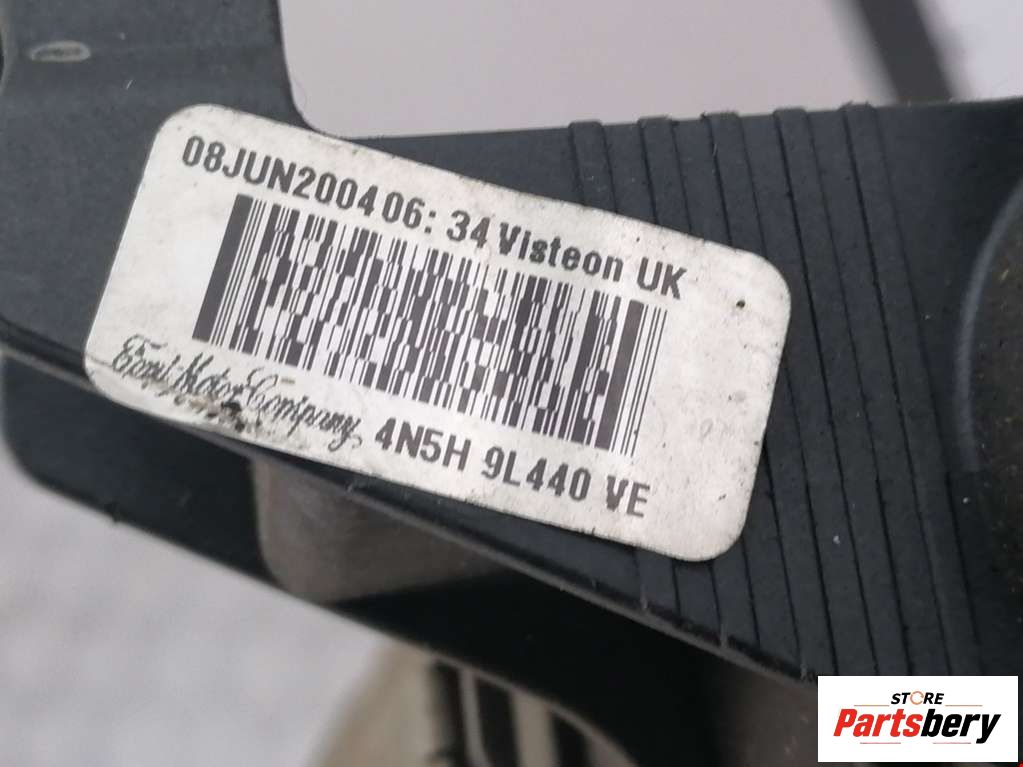 08JUN2004 06: 34 Visteon UK
Ford Motor Company 4N5H 9L440 VE
STORE
Partsbery